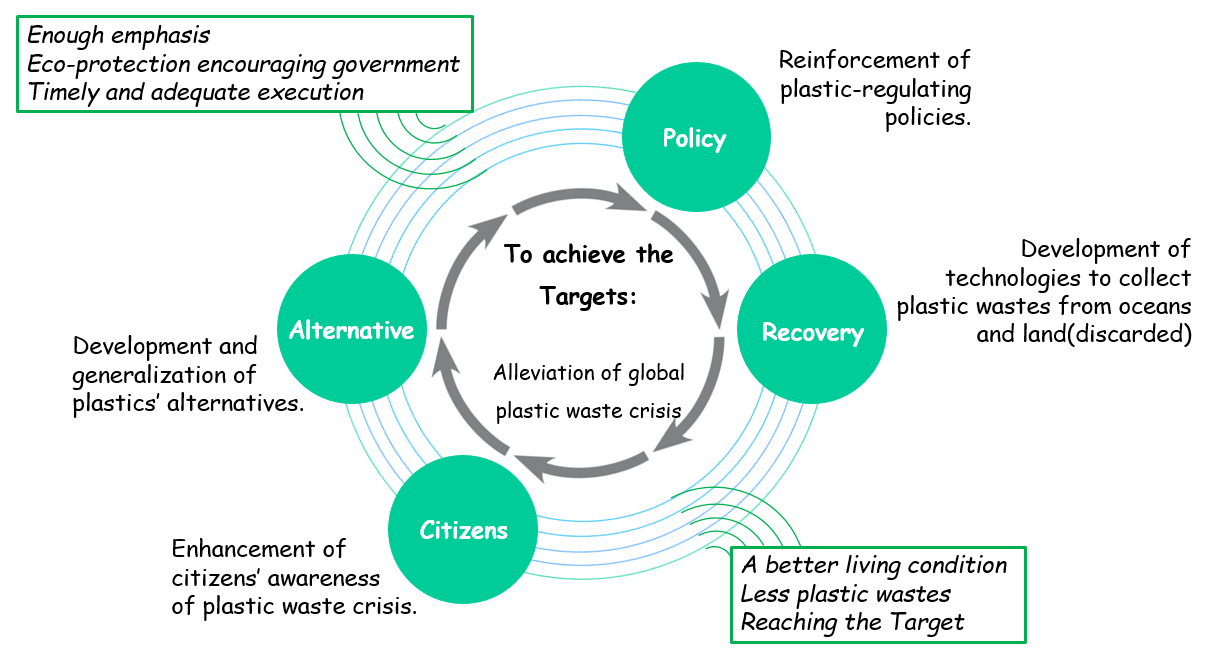 Enough emphasis
Eco-protection encouraging government
Timely and adequate execution
Policy
Reinforcement of
plastic-regulating
policies.
To achieve the
Targets:
Alleviation of global
plastic waste crisis
Recovery
Development of
technologies to collect
plastic wastes from oceans
and land(discarded)
Alternative
Development and
generalization of
plastics’ alternatives.
Citizens
Enhancement of
citizens’ awareness
of plastic waste crisis.
A better living condition
Less plastic wastes
Reaching the Target